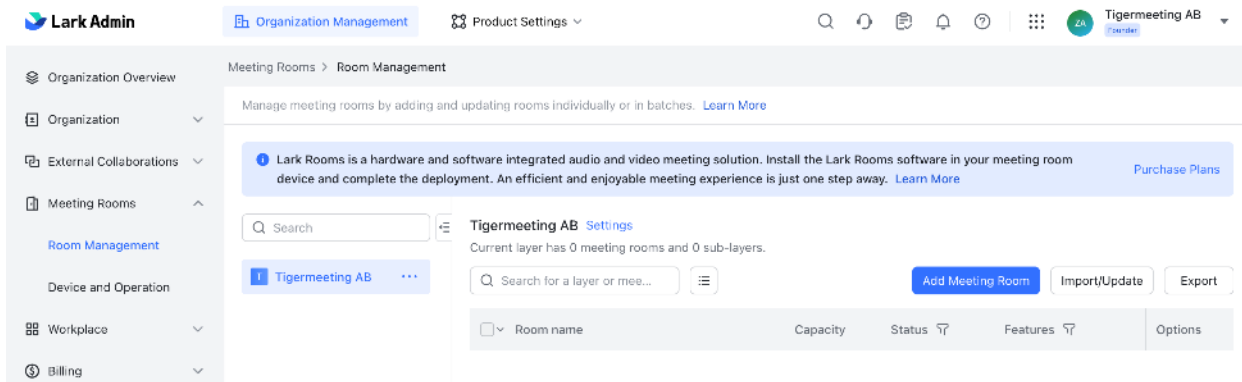 Lark Admin
Organization Management
Product Settings
ZA
Tigermeeting AB
Founder
Organization Overview
Organization
External Collaborations
Meeting Rooms
Room Management
Device and Operation
Workplace
Billing
Meeting Rooms > Room Management
Manage meeting rooms by adding and updating rooms individually or in batches. Learn More
Lark Rooms is a hardware and software integrated audio and video meeting solution. Install the Lark Rooms software in your meeting room
device and complete the deployment. An efficient and enjoyable meeting experience is just one step away. Learn More
Purchase Plans
Search
T Tigermeeting AB ...
Tigermeeting AB Settings
Current layer has 0 meeting rooms and 0 sub-layers.
Search for a layer or mee...
Add Meeting Room
Import/Update
Export
Room name Capacity Status Features Options